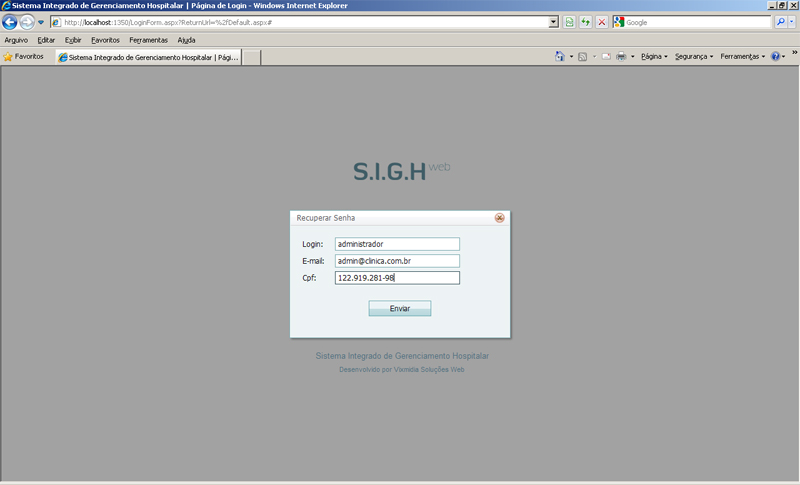 Sistema Integrado de Gerenciamento Hospitalar | Página de Login - Windows Internet Explorer
http://localhost:1350/LoginForm.aspx?ReturnUrl=%2fDefault.aspx#
Google
Arquivo Editar Exibir Favoritos Ferramentas Ajuda
Favoritos
Sistema Integrado de Gerenciamento Hospitalar | Pági...
Página Segurança Ferramentas
S.I.G.H web
Recuperar Senha
Login: administrador
E-mail: admin@clinica.com.br
Cpf: 122.919.281-98
Enviar
Sistema Integrado de Gerenciamento Hospitalar
Desenvolvido por Vixmidia Soluções Web